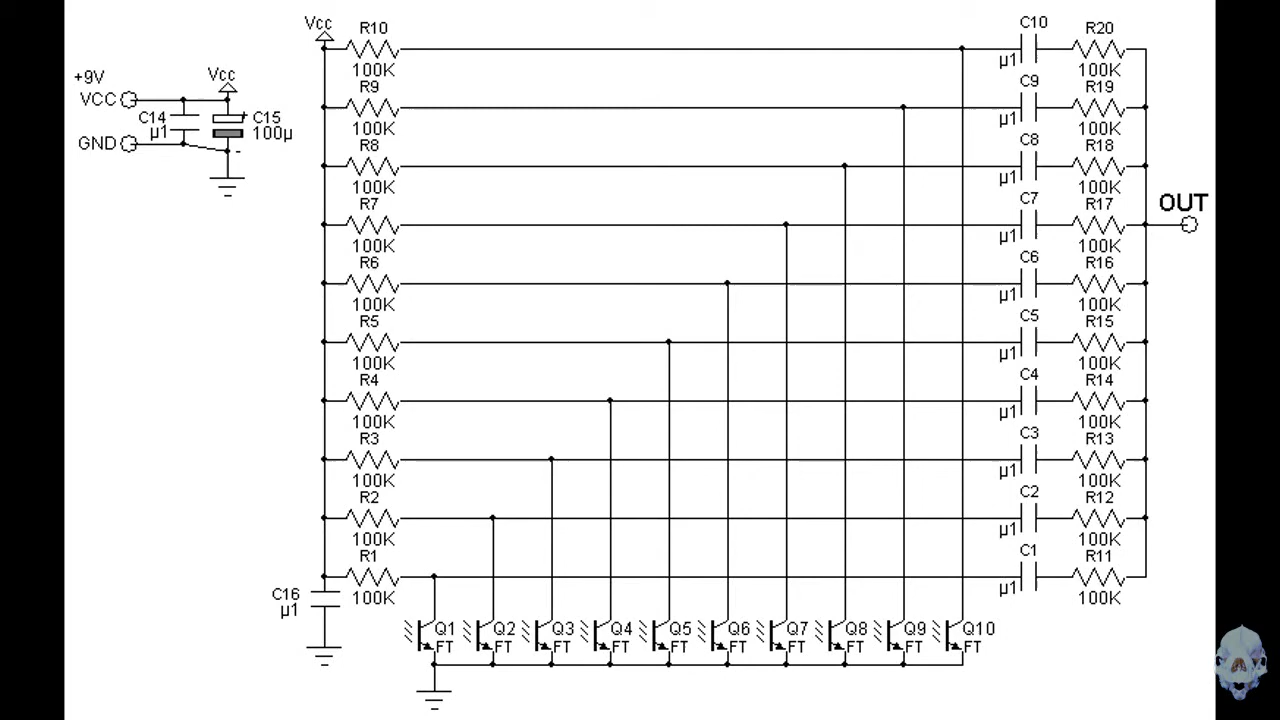 Vcc
R10
C10
R20
+9V
Vcc
100K
µ1
100K
VCC
R9
C9
R19
C14
C15
µ1
100µ
100K
µ1
100K
GND
R8
C8
R18
-
100K
µ1
100K
R7
C7
R17
OUT
100K
µ1
100K
R6
C6
R16
100K
µ1
100K
R5
C5
R15
100K
µ1
100K
R4
C4
R14
100K
µ1
100K
R3
C3
R13
100K
µ1
100K
R2
C2
R12
100K
µ1
100K
R1
C1
R11
C16
100K
µ1
100K
µ1
Q1 Q2 Q3 Q4 Q5 Q6 Q7 Q8 Q9 Q10
FT FT FT FT FT FT FT FT FT FT